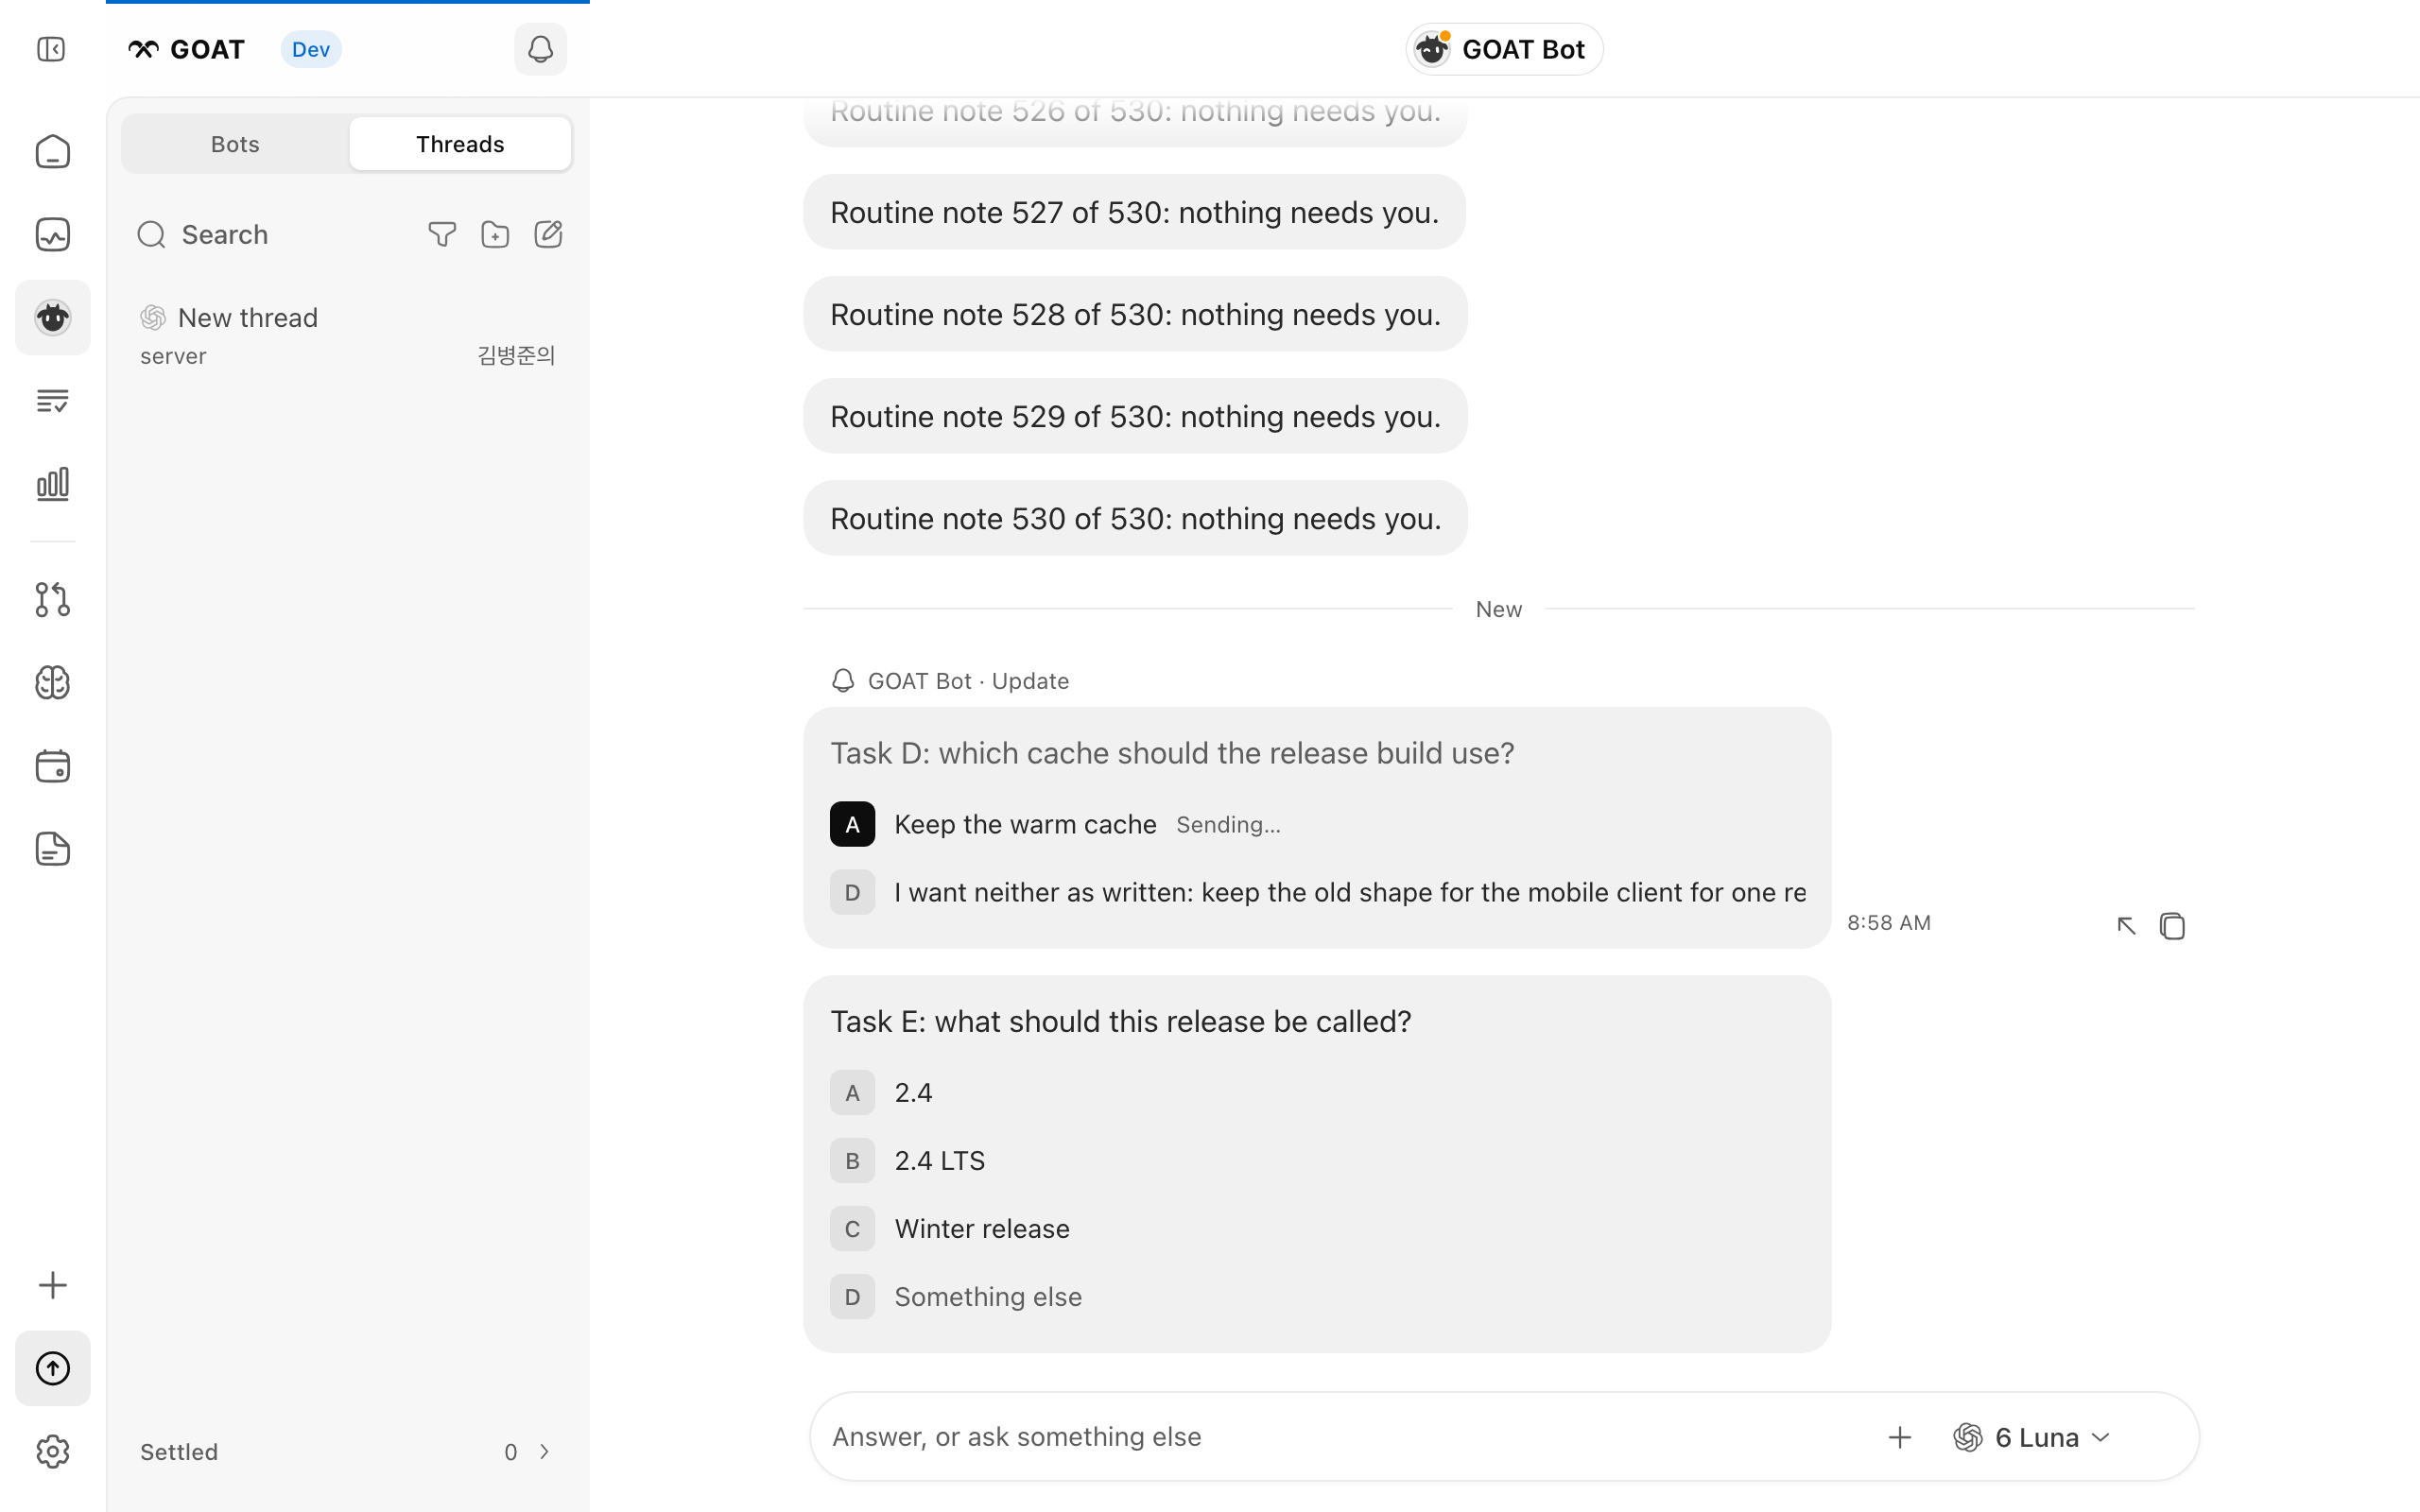 GOAT
Dev
GOAT Bot
Bots
Threads
Search
New thread
server
김병준의
Settled
0
Routine note 526 of 530: nothing needs you.
Routine note 527 of 530: nothing needs you.
Routine note 528 of 530: nothing needs you.
Routine note 529 of 530: nothing needs you.
Routine note 530 of 530: nothing needs you.
New
GOAT Bot · Update
Task D: which cache should the release build use?
A Keep the warm cache Sending...
D I want neither as written: keep the old shape for the mobile client for one re
8:58 AM
Task E: what should this release be called?
A 2.4
B 2.4 LTS
C Winter release
D Something else
Answer, or ask something else
6 Luna